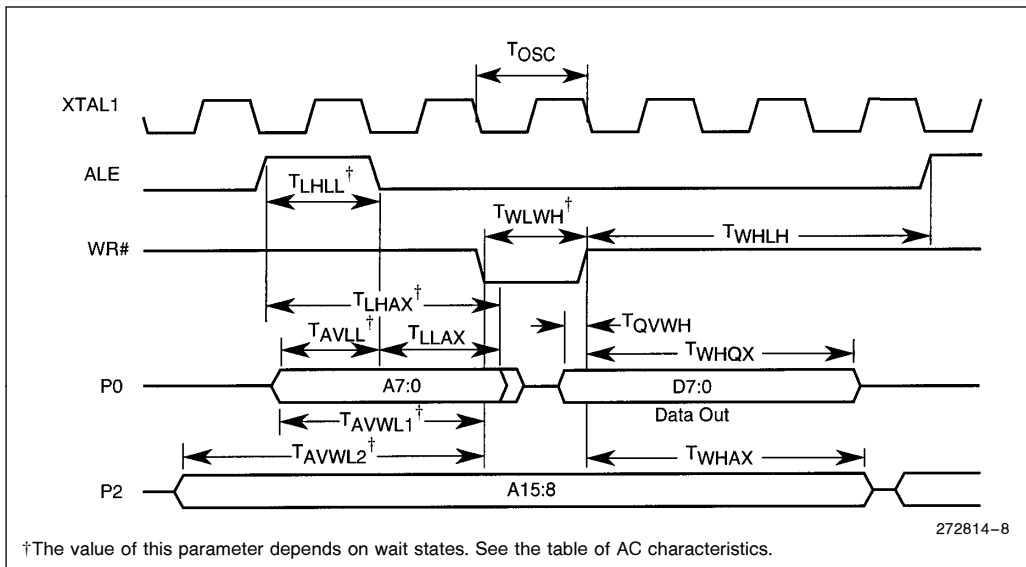 TOSC
XTAL1
ALE
TLHLL†
TWLWH†
TWHLH
WR#
TLHAX†
TAVLL†
TLLAX
TQVWH
TWHQX
P0
A7:0
D7:0
Data Out
TAVWL1†
TAVWL2†
TWHAX
P2
A15:8
272814-8
†The value of this parameter depends on wait states. See the table of AC characteristics.